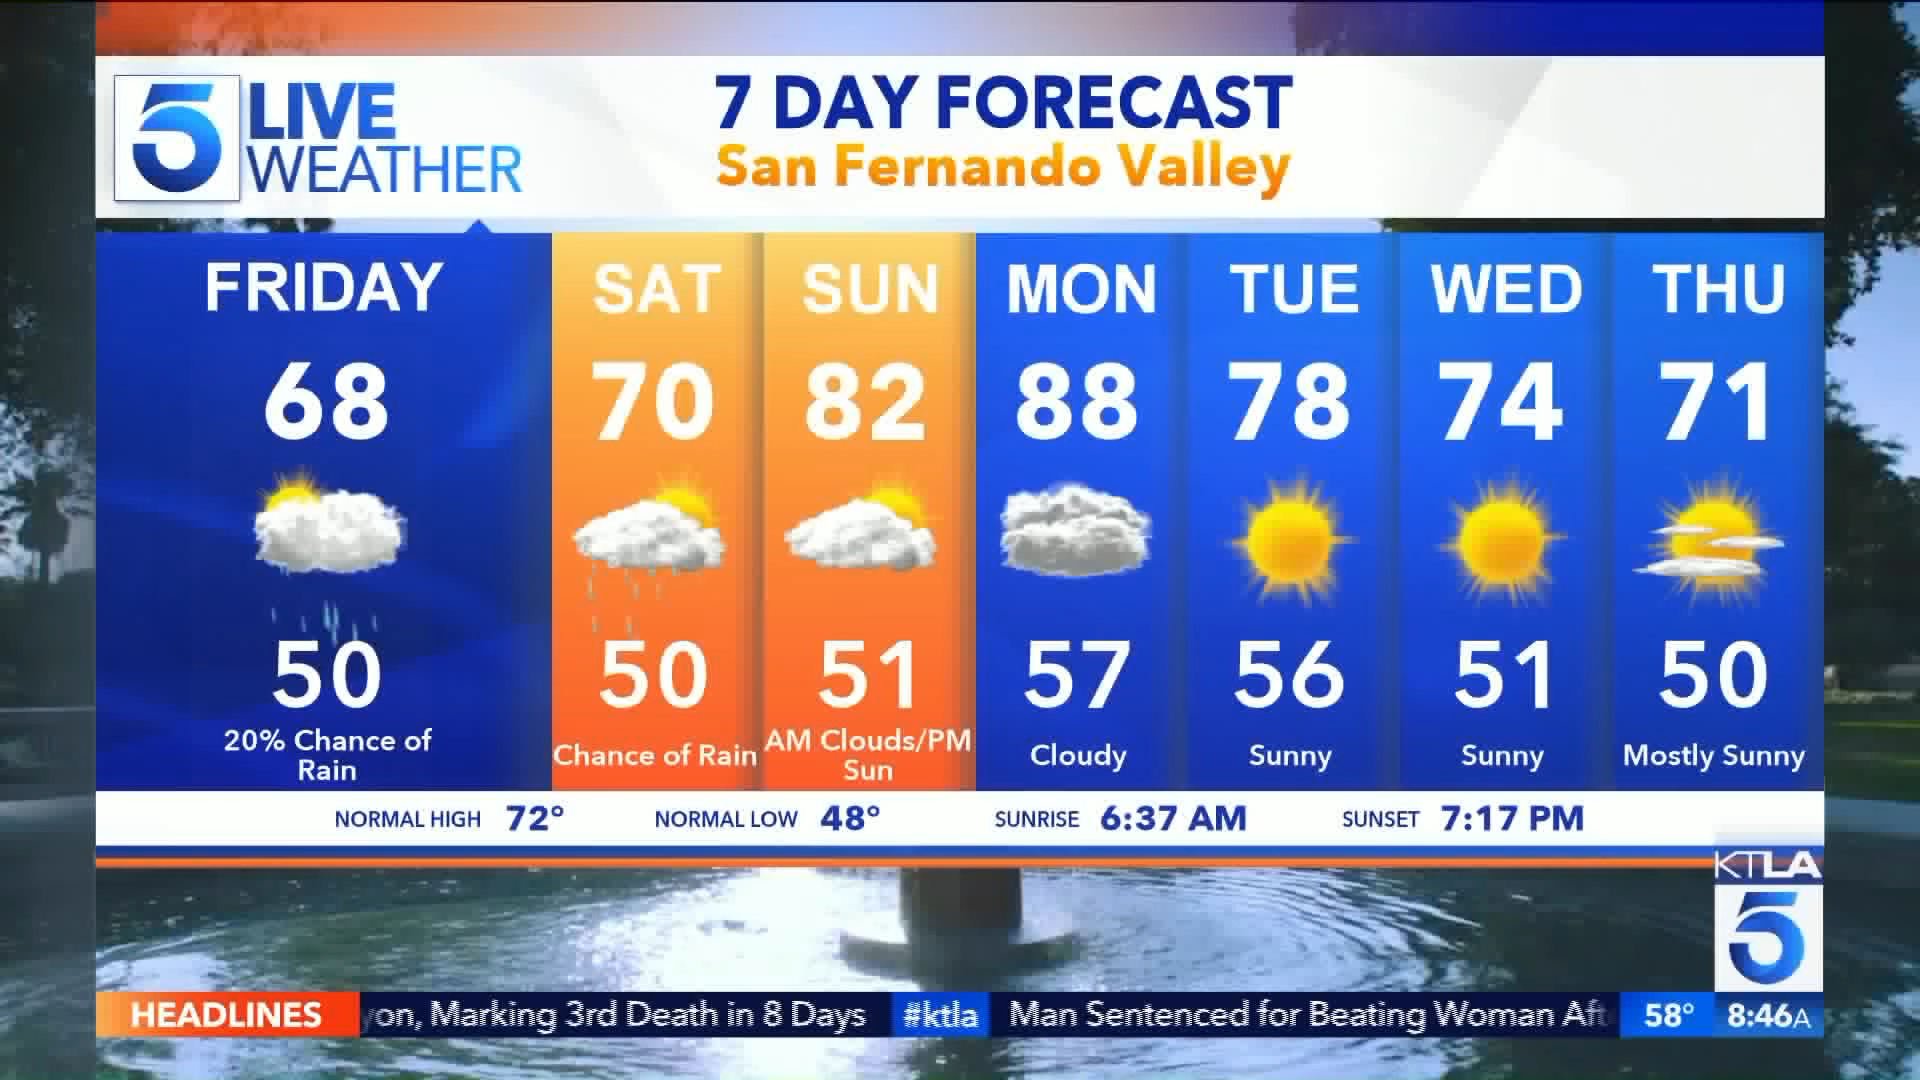 5 LIVE
WEATHER
7 DAY FORECAST
San Fernando Valley
FRIDAY SAT SUN MON TUE WED THU
68 70 82 88 78 74 71
50 50 51 57 56 51 50
20% Chance of
Rain
Chance of Rain
AM Clouds/PM
Sun
Cloudy
Sunny
Sunny
Mostly Sunny
NORMAL HIGH 72° NORMAL LOW 48° SUNRISE 6:37 AM SUNSET 7:17 PM
KTLA
5
HEADLINES yon, Marking 3rd Death in 8 Days #ktla Man Sentenced for Beating Woman Aft 58° 8:46A